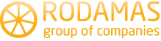 RODAMAS
group of companies